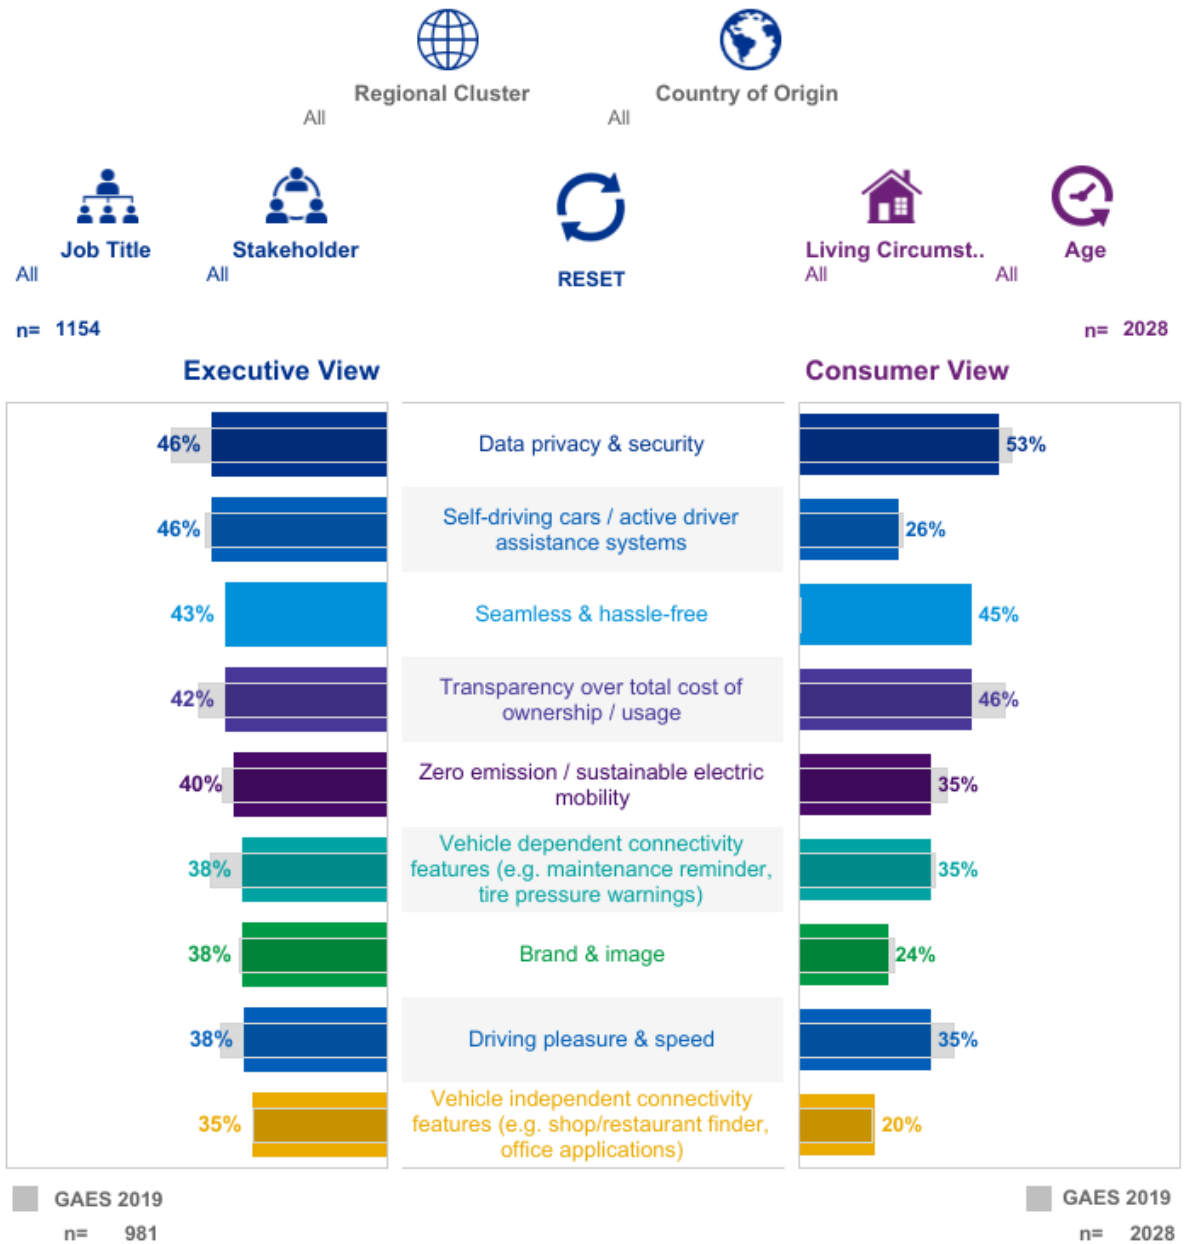 Regional Cluster
All
Country of Origin
All
Job Title
All
Stakeholder
All
RESET
Living Circumst..
All
Age
All
n= 1154
n= 2028
Executive View
Consumer View
46%
Data privacy & security
53%
46%
Self-driving cars / active driver
assistance systems
26%
43%
Seamless & hassle-free
45%
42%
Transparency over total cost of
ownership / usage
46%
40%
Zero emission / sustainable electric
mobility
35%
38%
Vehicle dependent connectivity
features (e.g. maintenance reminder,
tire pressure warnings)
35%
38%
Brand & image
24%
38%
Driving pleasure & speed
35%
35%
Vehicle independent connectivity
features (e.g. shop/restaurant finder,
office applications)
20%
GAES 2019
n= 981
GAES 2019
n= 2028